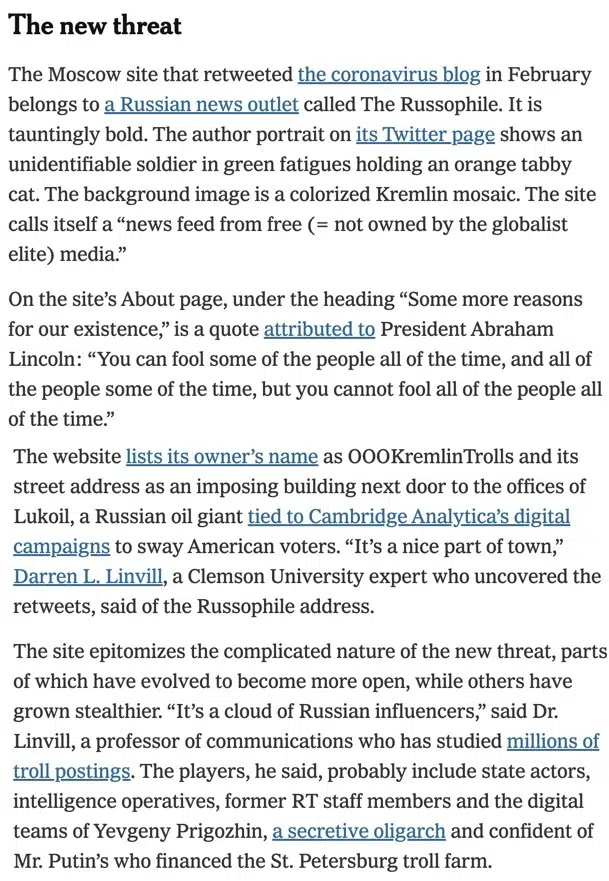 The new threat
The Moscow site that retweeted the coronavirus blog in February
belongs to a Russian news outlet called The Russophile. It is
tauntingly bold. The author portrait on its Twitter page shows an
unidentifiable soldier in green fatigues holding an orange tabby
cat. The background image is a colorized Kremlin mosaic. The site
calls itself a “news feed from free (= not owned by the globalist
elite) media.”
On the site’s About page, under the heading “Some more reasons
for our existence,” is a quote attributed to President Abraham
Lincoln: “You can fool some of the people all of the time, and all of
the people some of the time, but you cannot fool all of the people all
of the time.”
The website lists its owner’s name as OOOKremlinTrolls and its
street address as an imposing building next door to the offices of
Lukoil, a Russian oil giant tied to Cambridge Analytica’s digital
campaigns to sway American voters. “It’s a nice part of town,”
Darren L. Linvill, a Clemson University expert who uncovered the
retweets, said of the Russophile address.
The site epitomizes the complicated nature of the new threat, parts
of which have evolved to become more open, while others have
grown stealthier. “It’s a cloud of Russian influencers,” said Dr.
Linvill, a professor of communications who has studied millions of
troll postings. The players, he said, probably include state actors,
intelligence operatives, former RT staff members and the digital
teams of Yevgeny Prigozhin, a secretive oligarch and confident of
Mr. Putin’s who financed the St. Petersburg troll farm.